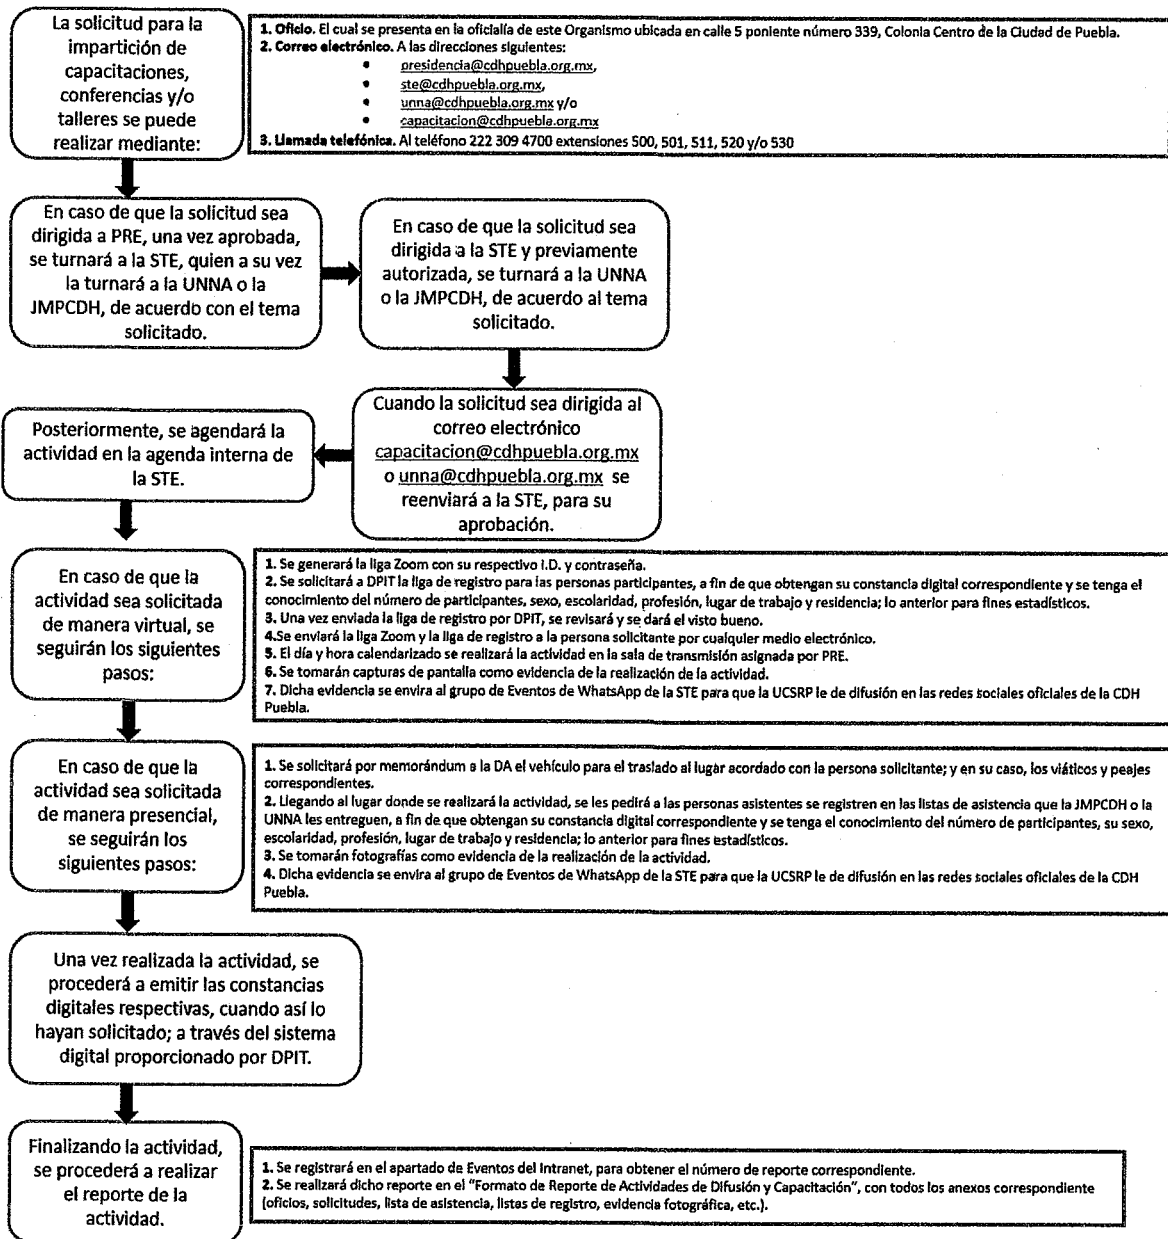 La solicitud para la
impartición de
capacitaciones,
conferencias y/o
talleres se puede
realizar mediante:
1. Oficio. El cual se presenta en la oficialía de este Organismo ubicada en calle 5 poniente número 339, Colonia Centro de la Ciudad de Puebla.
2. Correo electrónico. A las direcciones siguientes:
• presidencia@cdhpuebla.org.mx,
• ste@cdhpuebla.org.mx,
• unna@cdhpuebla.org.mx y/o
• capacitacion@cdhpuebla.org.mx
3. Llamada telefónica. Al teléfono 222 309 4700 extensiones 500, 501, 511, 520 y/o 530
En caso de que la solicitud sea
dirigida a PRE, una vez aprobada,
se turnará a la STE, quien a su vez
la turnará a la UNNA o la
JMPCDH, de acuerdo con el tema
solicitado.
En caso de que la solicitud sea
dirigida a la STE y previamente
autorizada, se turnará a la UNNA
o la JMPCDH, de acuerdo al tema
solicitado.
Cuando la solicitud sea dirigida al
correo electrónico
capacitacion@cdhpuebla.org.mx
o unna@cdhpuebla.org.mx se
reenviará a la STE, para su
aprobación.
Posteriormente, se agendará la
actividad en la agenda interna de
la STE.
En caso de que la
actividad sea solicitada
de manera virtual, se
seguirán los siguientes
pasos:
1. Se generará la liga Zoom con su respectivo I.D. y contraseña.
2. Se solicitará a DPIT la liga de registro para las personas participantes, a fin de que obtengan su constancia digital correspondiente y se tenga el
conocimiento del número de participantes, sexo, escolaridad, profesión, lugar de trabajo y residencia; lo anterior para fines estadísticos.
3. Una vez enviada la liga de registro por DPIT, se revisará y se dará el visto bueno.
4.Se enviará la liga Zoom y la liga de registro a la persona solicitante por cualquier medio electrónico.
5. El día y hora calendarizado se realizará la actividad en la sala de transmisión asignada por PRE.
6. Se tomarán capturas de pantalla como evidencia de la realización de la actividad.
7. Dicha evidencia se envira al grupo de Eventos de WhatsApp de la STE para que la UCSRP le de difusión en las redes sociales oficiales de la CDH
Puebla.
En caso de que la
actividad sea solicitada
de manera presencial,
se seguirán los
siguientes pasos:
1. Se solicitará por memorándum a la DA el vehículo para el traslado al lugar acordado con la persona solicitante; y en su caso, los viáticos y peajes
correspondientes.
2. Llegando al lugar donde se realizará la actividad, se les pedirá a las personas asistentes se registren en las listas de asistencia que la JMPCDH o la
UNNA les entreguen, a fin de que obtengan su constancia digital correspondiente y se tenga el conocimiento del número de participantes, su sexo,
escolaridad, profesión, lugar de trabajo y residencia; lo anterior para fines estadísticos.
3. Se tomarán fotografías como evidencia de la realización de la actividad.
4. Dicha evidencia se envira al grupo de Eventos de WhatsApp de la STE para que la UCSRP le de difusión en las redes sociales oficiales de la CDH
Puebla.
Una vez realizada la actividad, se
procederá a emitir las constancias
digitales respectivas, cuando así lo
hayan solicitado; a través del sistema
digital proporcionado por DPIT.
Finalizando la actividad,
se procederá a realizar
el reporte de la
actividad.
1. Se registrará en el apartado de Eventos del Intranet, para obtener el número de reporte correspondiente.
2. Se realizará dicho reporte en el "Formato de Reporte de Actividades de Difusión y Capacitación", con todos los anexos correspondiente
(oficios, solicitudes, lista de asistencia, listas de registro, evidencia fotográfica, etc.).